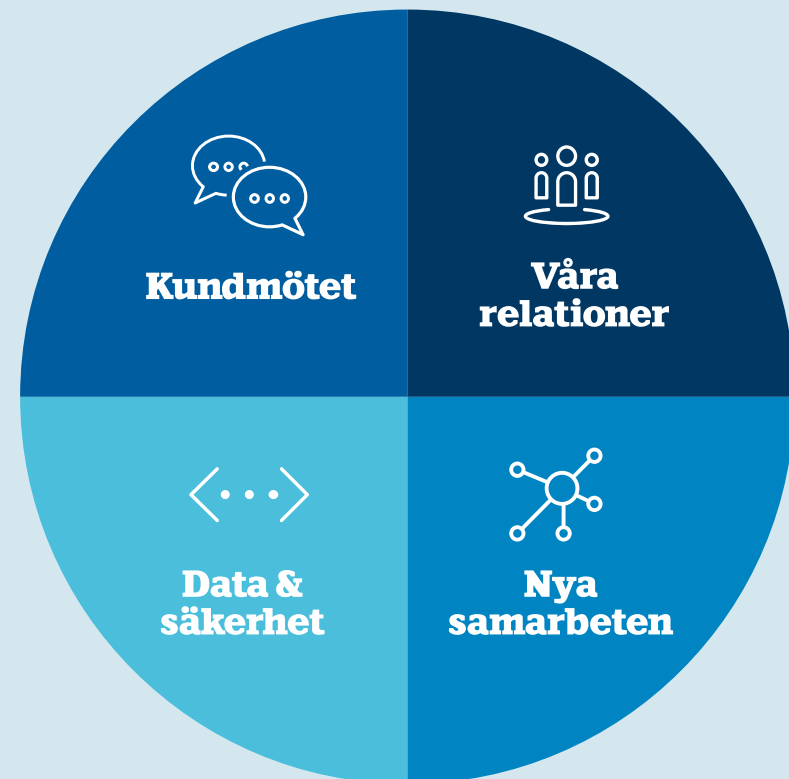 Kundmötet
Våra
relationer
Data &
säkerhet
Nya
samarbeten